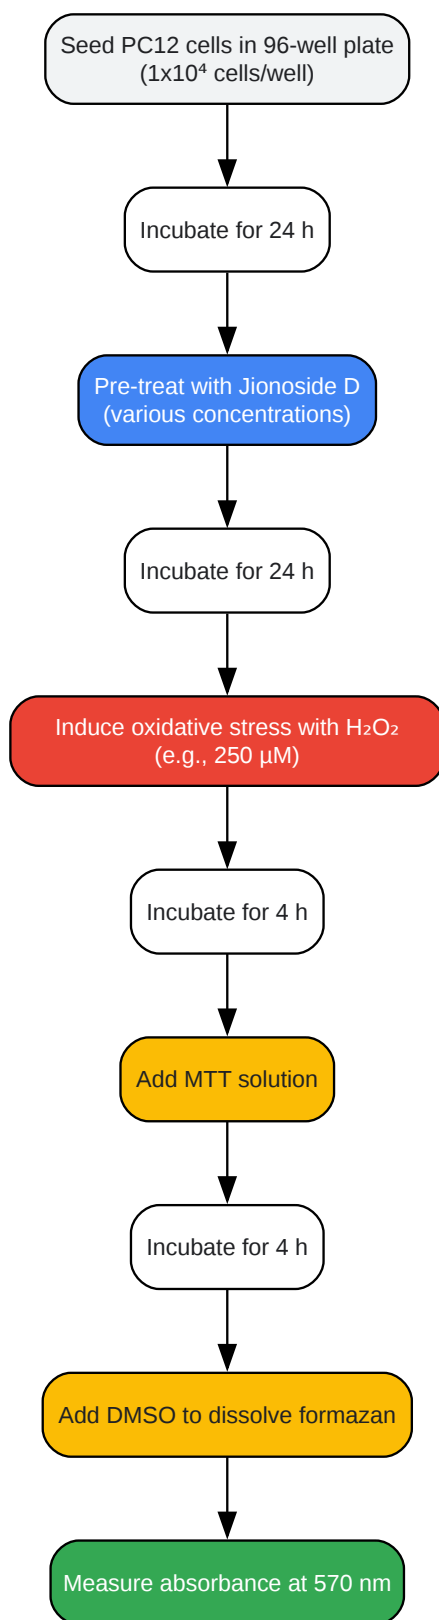 Seed PC12 cells in 96-well plate
(1x10⁴ cells/well)
Incubate for 24 h
Pre-treat with Jionoside D
(various concentrations)
Incubate for 24 h
Induce oxidative stress with H₂O₂
(e.g., 250 µM)
Incubate for 4 h
Add MTT solution
Incubate for 4 h
Add DMSO to dissolve formazan
Measure absorbance at 570 nm